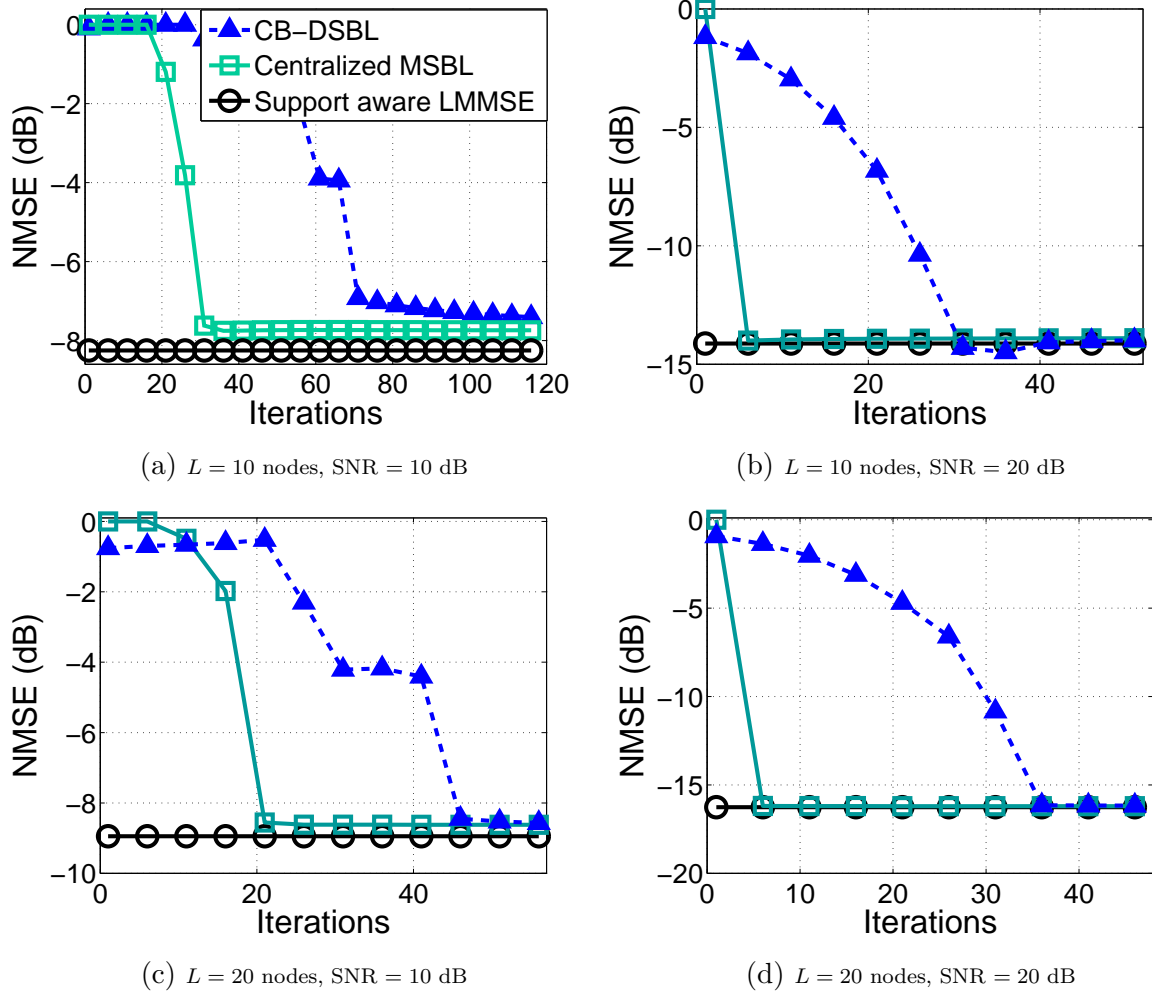 0
−2
−4
−6
−8
NMSE (dB)
CB−DSBL
Centralized MSBL
Support aware LMMSE
0 20 40 60 80 100 120
Iterations
(a) L = 10 nodes, SNR = 10 dB
0
−5
−10
−15
NMSE (dB)
0 20 40
Iterations
(b) L = 10 nodes, SNR = 20 dB
0
−2
−4
−6
−8
−10
NMSE (dB)
0 20 40
Iterations
(c) L = 20 nodes, SNR = 10 dB
0
−5
−10
−15
−20
NMSE (dB)
0 10 20 30 40
Iterations
(d) L = 20 nodes, SNR = 20 dB